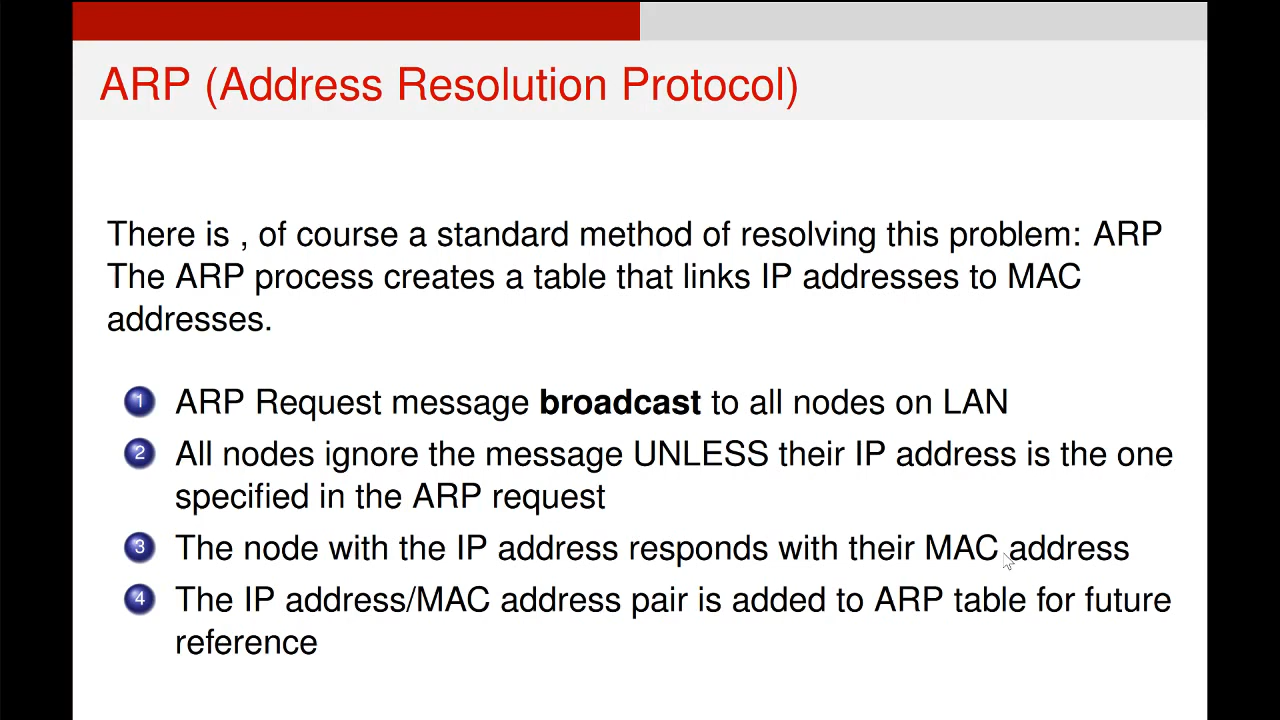 ARP (Address Resolution Protocol)
There is , of course a standard method of resolving this problem: ARP
The ARP process creates a table that links IP addresses to MAC
addresses.
1 ARP Request message broadcast to all nodes on LAN
2 All nodes ignore the message UNLESS their IP address is the one
specified in the ARP request
3 The node with the IP address responds with their MAC address
4 The IP address/MAC address pair is added to ARP table for future
reference